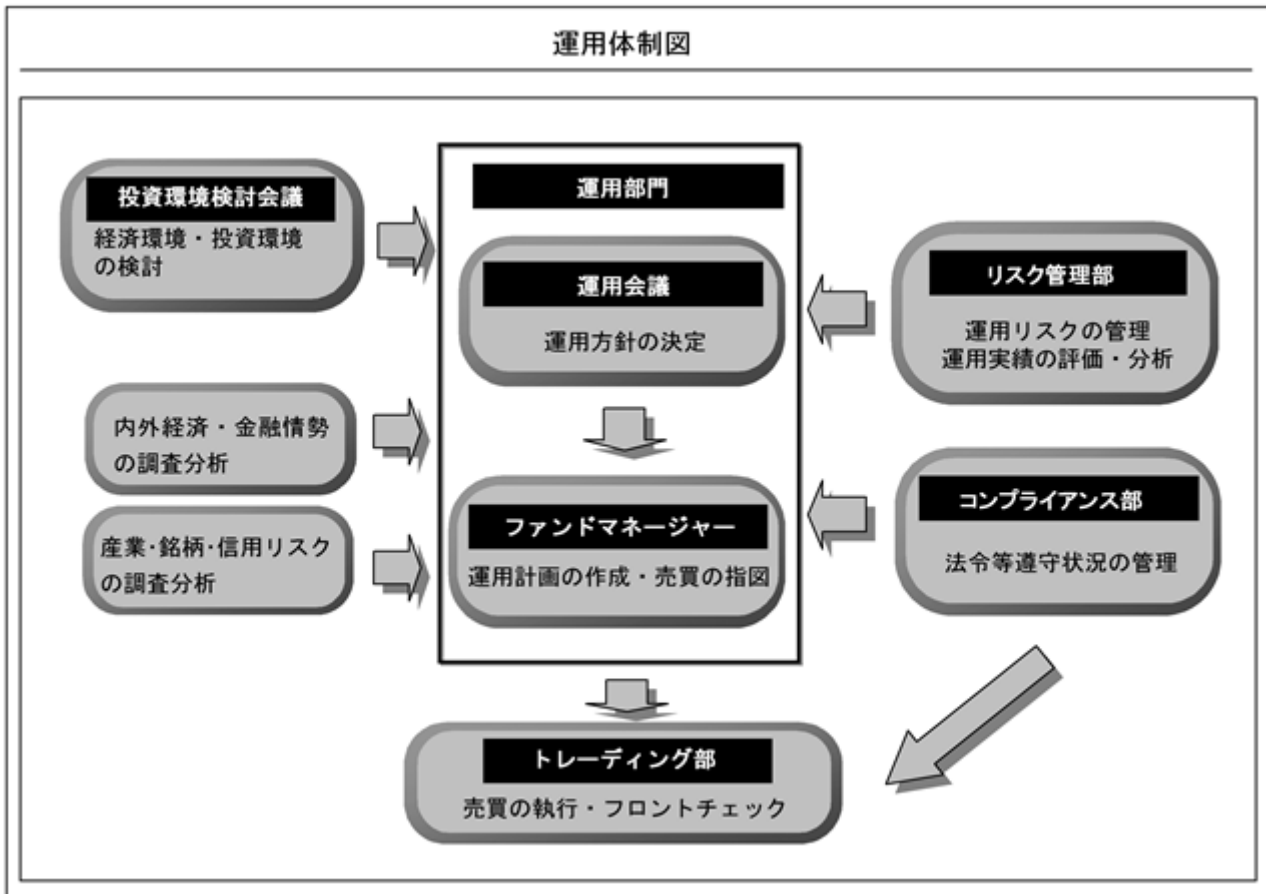 運用体制図
投資環境検討会議
経済環境・投資環境
の検討
内外経済・金融情勢
の調査分析
産業・銘柄・信用リスク
の調査分析
運用部門
運用会議
運用方針の決定
ファンドマネージャー
運用計画の作成・売買の指図
リスク管理部
運用リスクの管理
運用実績の評価・分析
コンプライアンス部
法令等遵守状況の管理
トレーディング部
売買の執行・フロントチェック